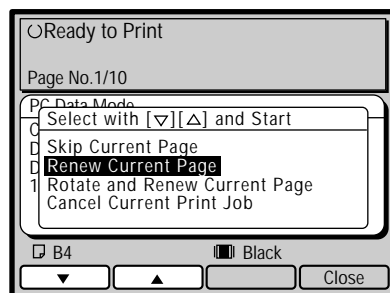 Ready to Print
Page No.1/10
PC Data Mode
Select with [▽][△] and Start
Skip Current Page
Renew Current Page
Rotate and Renew Current Page
Cancel Current Print Job
B4 Black
▼ ▲ Close